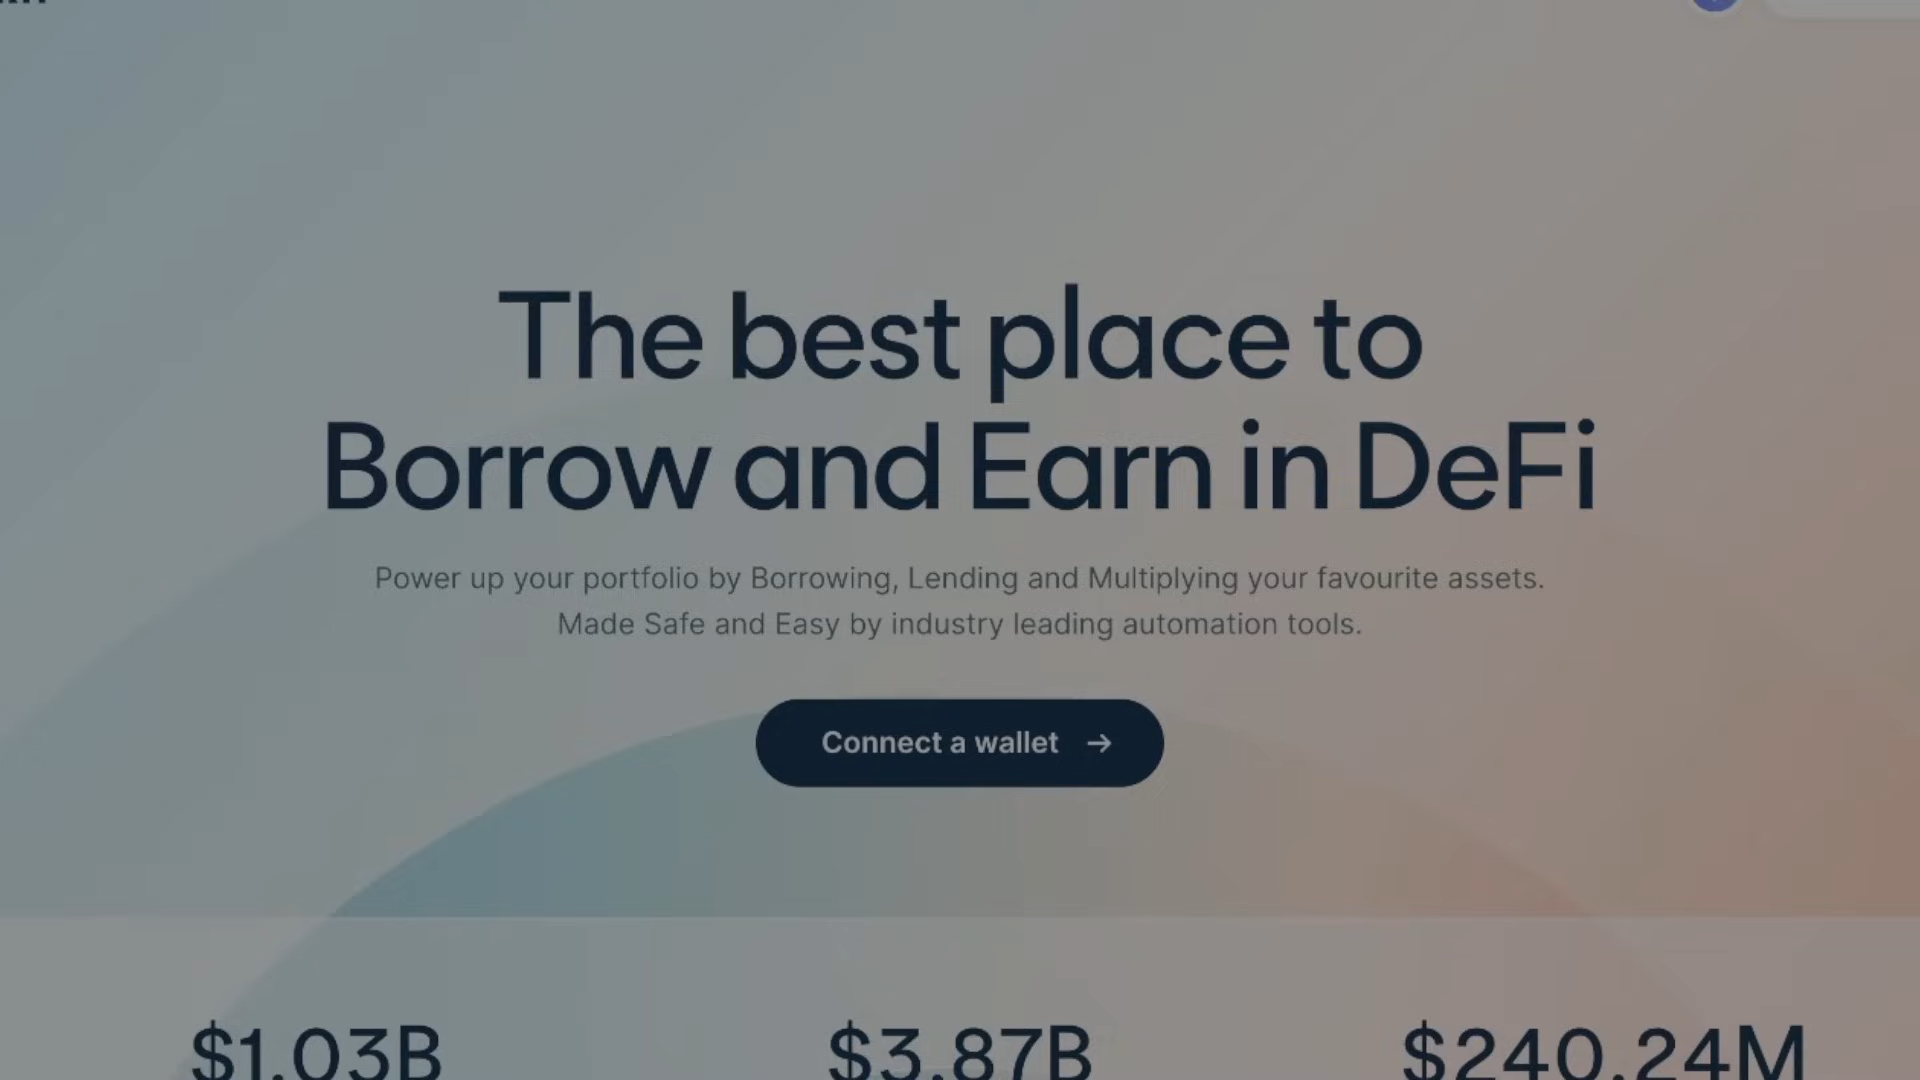 The best place to
Borrow and Earn in DeFi
Power up your portfolio by Borrowing, Lending and Multiplying your favourite assets.
Made Safe and Easy by industry leading automation tools.
Connect a wallet →
$1.03B $3.87B $240.24M